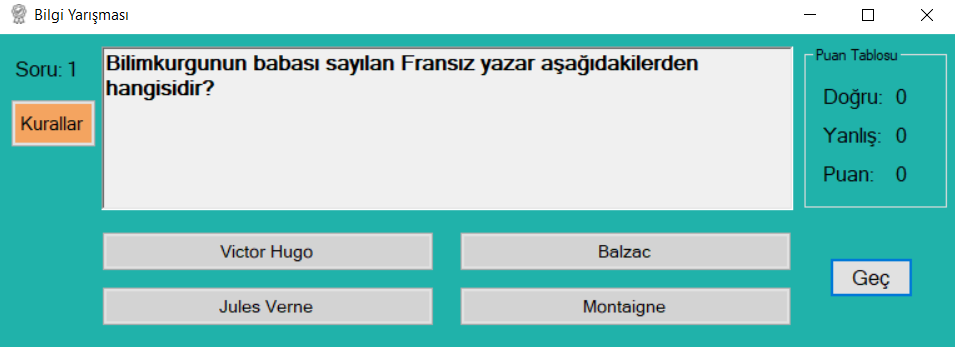 Bilgi Yarışması
Soru: 1
Kurallar
Bilimkurgunun babası sayılan Fransız yazar aşağıdakilerden
hangisidir?
Puan Tablosu
Doğru: 0
Yanlış: 0
Puan: 0
Victor Hugo
Balzac
Jules Verne
Montaigne
Geç